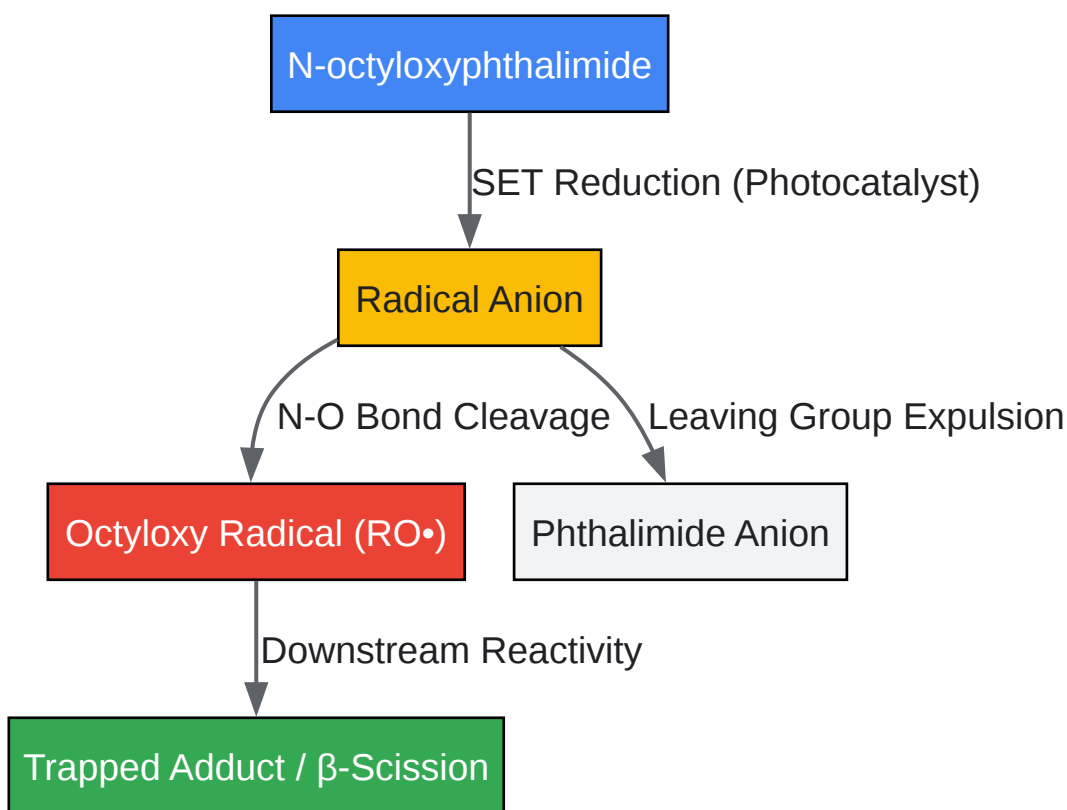 N-octyloxyphthalimide
SET Reduction (Photocatalyst)
Radical Anion
N-O Bond Cleavage
Leaving Group Expulsion
Octyloxy Radical (RO•)
Phthalimide Anion
Downstream Reactivity
Trapped Adduct / β-Scission